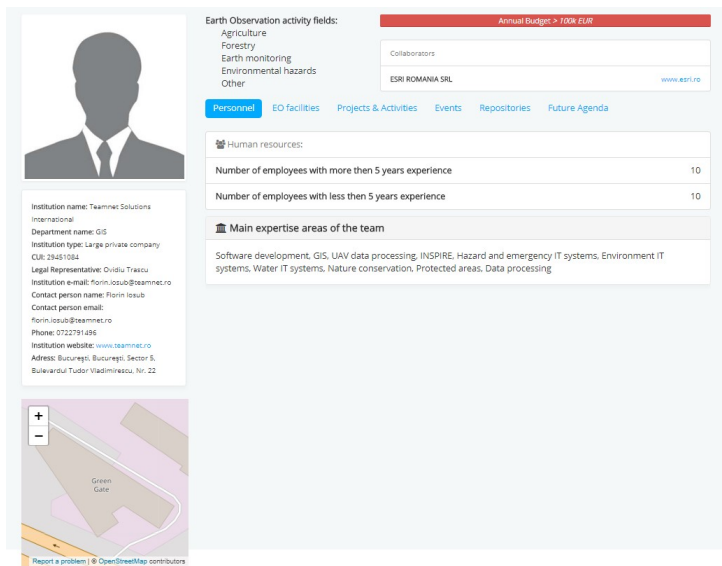 Earth Observation activity fields:
Agriculture
Forestry
Earth monitoring
Environmental hazards
Other
Annual Budget > 100k EUR
Collaborators
ESRI ROMANIA SRL www.esri.ro
Personnel EO facilities Projects & Activities Events Repositories Future Agenda
Human resources:
Number of employees with more then 5 years experience 10
Number of employees with less then 5 years experience 10
Main expertise areas of the team
Software development, GIS, UAV data processing, INSPIRE, Hazard and emergency IT systems, Environment IT
systems, Water IT systems, Nature conservation, Protected areas, Data processing
Institution name: Teamnet Solutions
International
Department name: GIS
Institution type: Large private company
CUI: 29451084
Legal Representative: Ovidiu Trascu
Institution e-mail: florin.iosub@teamnet.ro
Contact person name: Florin Iosub
Contact person email:
florin.iosub@teamnet.ro
Phone: 0722791496
Institution website: www.teamnet.ro
Adress: București, București, Sector 5,
Bulevardul Tudor Vladimirescu, Nr. 22
+
−
Green
Gate
Report a problem | © OpenStreetMap contributors